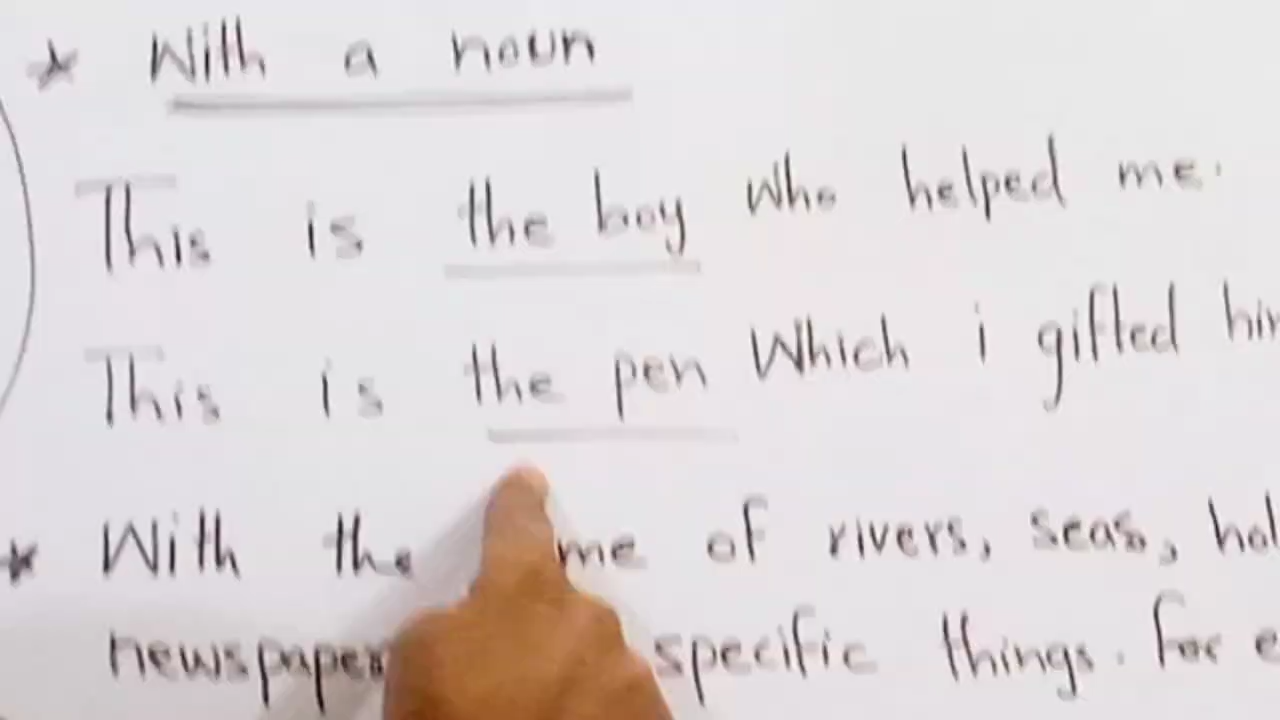 * With a noun
This is the boy who helped me.
This is the pen Which i gifted
* With the of rivers, seas,
newspaper specific things. For